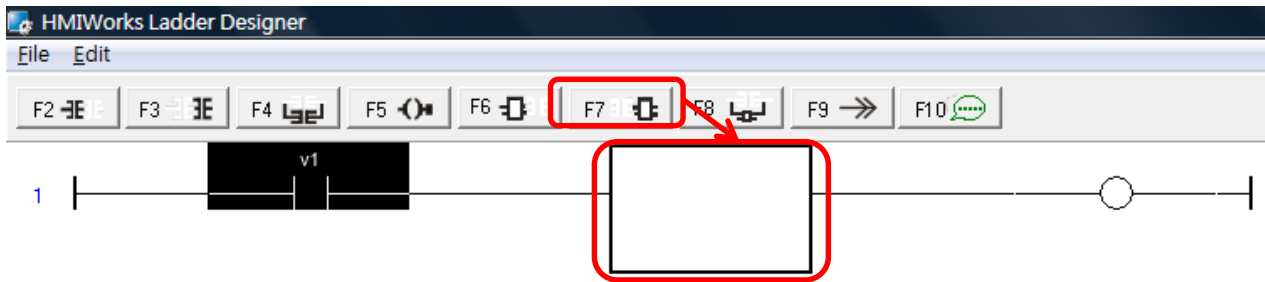 HMIWorks Ladder Designer
File Edit
F2 F3 F4 F5 F6 F7 F8 F9 F10
v1
1